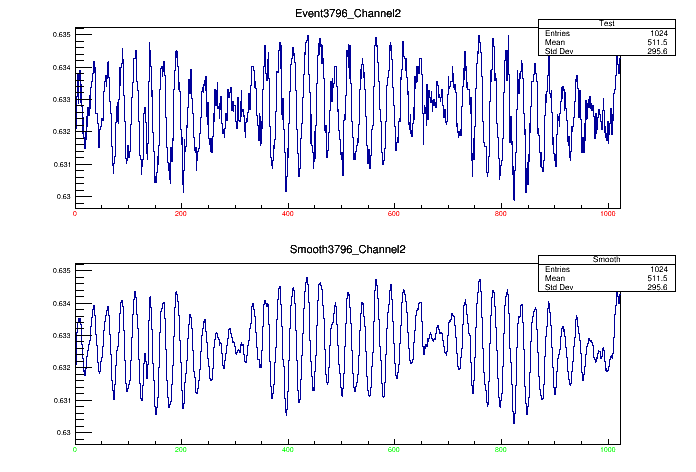 Event3796_Channel2
Test
Entries 1024
Mean 511.5
Std Dev 295.6
0.635
0.634
0.633
0.632
0.631
0.63
0 200 400 600 800 1000
Smooth3796_Channel2
Smooth
Entries 1024
Mean 511.5
Std Dev 295.6
0.635
0.634
0.633
0.632
0.631
0.63
0 200 400 600 800 1000